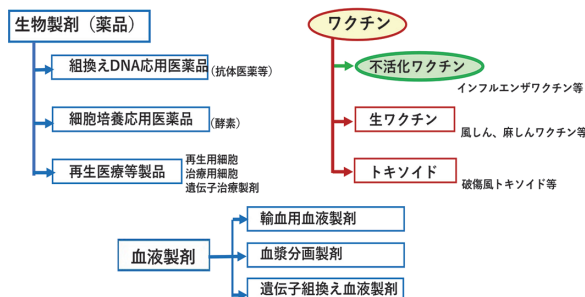 生物製剤（薬品）
組換えDNA応用医薬品
(抗体医薬等)
細胞培養応用医薬品
(酵素)
再生医療等製品
再生用細胞
治療用細胞
遺伝子治療製剤
ワクチン
不活化ワクチン
インフルエンザワクチン等
生ワクチン
風しん、麻しんワクチン等
トキソイド
破傷風トキソイド等
血液製剤
輸血用血液製剤
血漿分画製剤
遺伝子組換え血液製剤